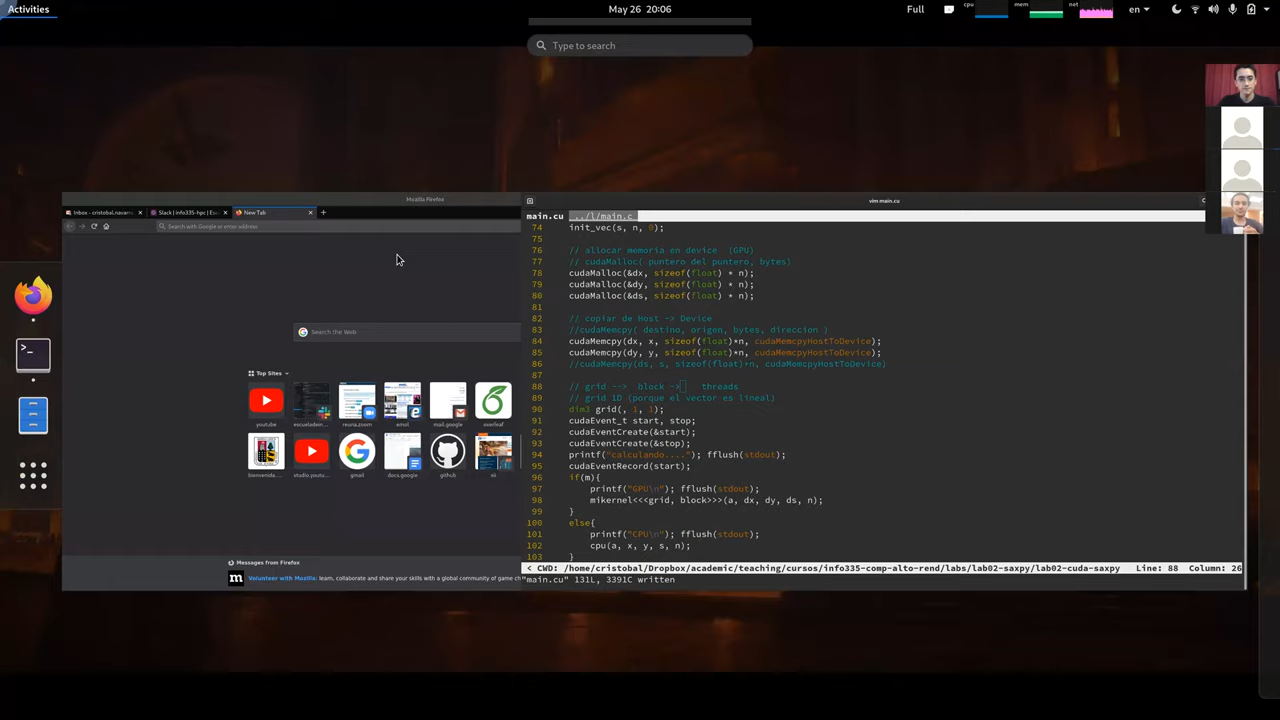 Activities
May 26 20:06
Full
cpu
mem
net
en
Type to search
Mozilla Firefox
Inbox - cristobal.navarr
Slack | info335-hpc | Esc
New Tab
Search with Google or enter address
Search the Web
Top Sites
youtube
escueladein...
reuna.zoom
emol
mail.google
overleaf
bienvenida....
studio.youtu...
gmail
docs.google
github
Messages from Firefox
Volunteer with Mozilla: learn, collaborate and share your skills with a global community of game ch
vim main.cu
main.cu ../l/main.c
74 init_vec(s, n, 0);
75
76 // allocar memoria en device (GPU)
77 // cudaMalloc( puntero del puntero, bytes)
78 cudaMalloc(&dx, sizeof(float) * n);
79 cudaMalloc(&dy, sizeof(float) * n);
80 cudaMalloc(&ds, sizeof(float) * n);
81
82 // copiar de Host -> Device
83 //cudaMemcpy( destino, origen, bytes, direccion )
84 cudaMemcpy(dx, x, sizeof(float)*n, cudaMemcpyHostToDevice);
85 cudaMemcpy(dy, y, sizeof(float)*n, cudaMemcpyHostToDevice);
86 //cudaMemcpy(ds, s, sizeof(float)*n, cudaMemcpyHostToDevice)
87
88 // grid --> block -> threads
89 // grid 1D (porque el vector es lineal)
90 dim3 grid(, 1, 1);
91 cudaEvent_t start, stop;
92 cudaEventCreate(&start);
93 cudaEventCreate(&stop);
94 printf("calculando...."); fflush(stdout);
95 cudaEventRecord(start);
96 if(m){
97 printf("GPU\n"); fflush(stdout);
98 mikernel<<<grid, block>>>(a, dx, dy, ds, n);
99 }
100 else{
101 printf("CPU\n"); fflush(stdout);
102 cpu(a, x, y, s, n);
103 }
< CWD: /home/cristobal/Dropbox/academic/teaching/cursos/info335-comp-alto-rend/labs/lab02-saxpy/lab02-cuda-saxpy Line: 88 Column: 26
"main.cu" 131L, 3391C written